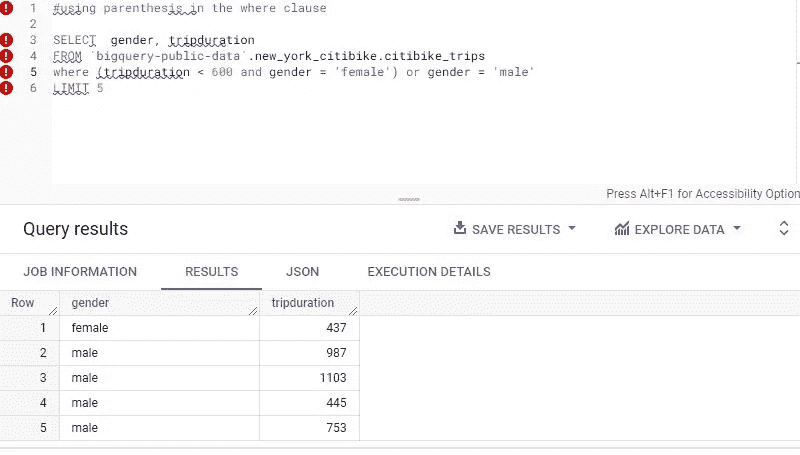 1 #using parenthesis in the where clause
2
3 SELECT gender, tripduration
4 FROM `bigquery-public-data`.new_york_citibike.citibike_trips
5 where (tripduration < 600 and gender = 'female') or gender = 'male'
6 LIMIT 5
Press Alt+F1 for Accessibility Option
Query results SAVE RESULTS EXPLORE DATA
JOB INFORMATION RESULTS JSON EXECUTION DETAILS
Row gender tripduration
1 female 437
2 male 987
3 male 1103
4 male 445
5 male 753